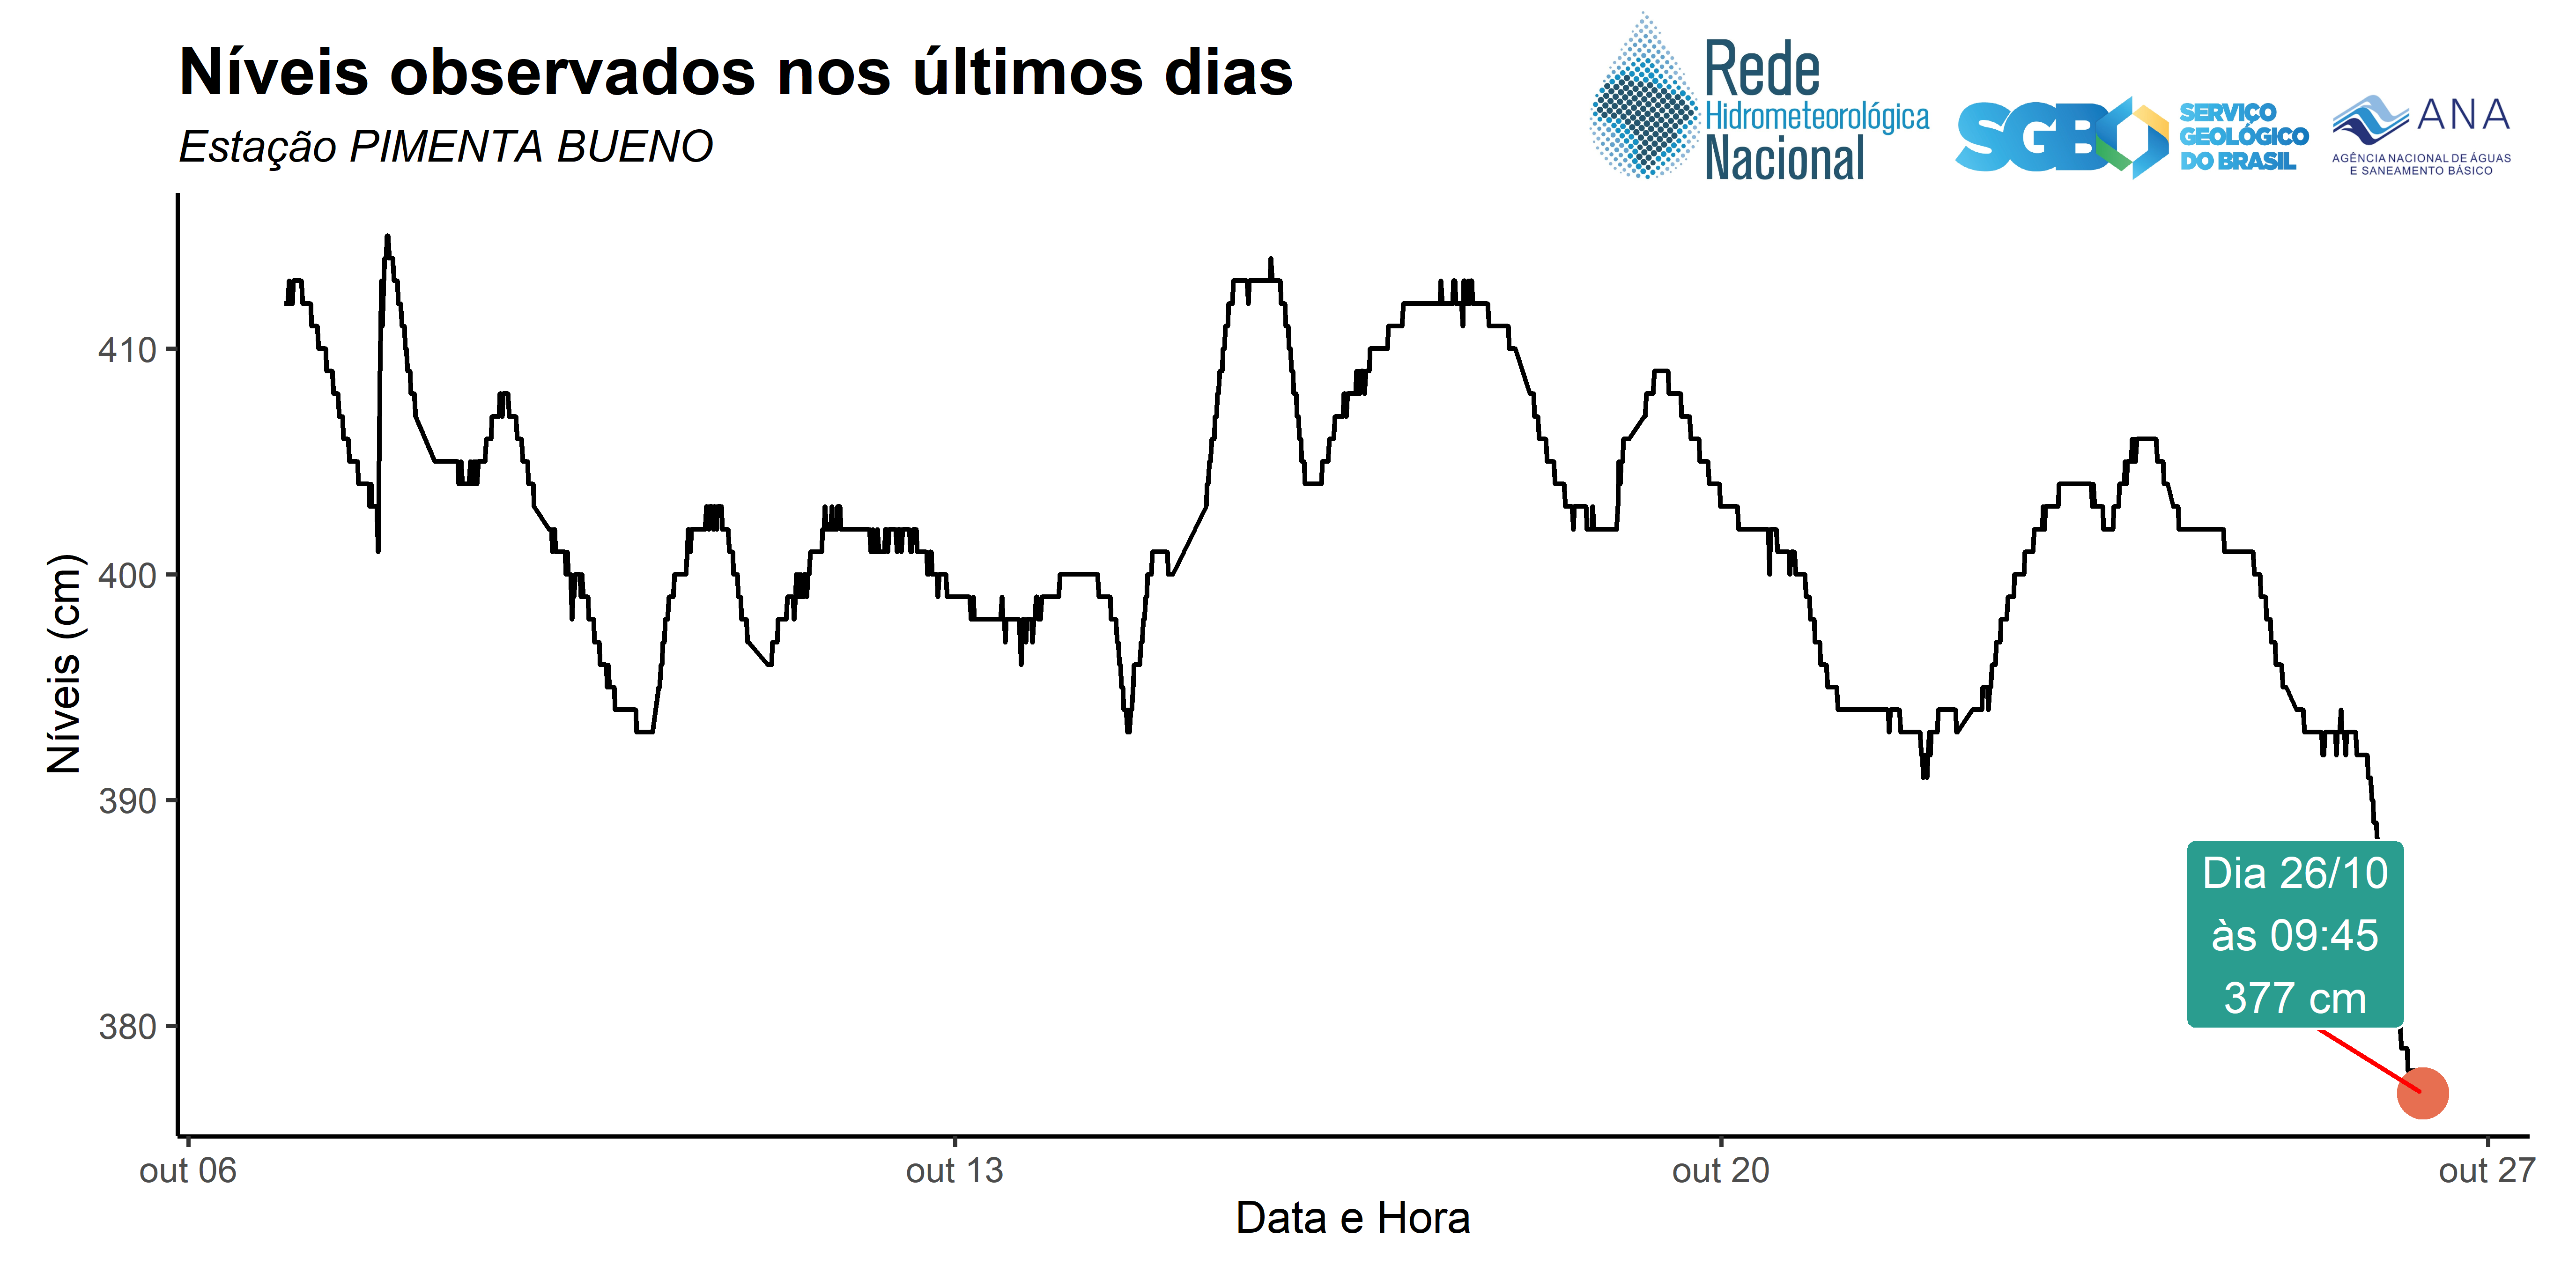 Níveis observados nos últimos dias
Estação PIMENTA BUENO
Rede
Hidrometeorológica
Nacional
SGB
SERVIÇO
GEOLÓGICO
DO BRASIL
ANA
AGÊNCIA NACIONAL DE ÁGUAS
E SANEAMENTO BÁSICO
Níveis (cm)
410
400
390
380
Dia 26/10
às 09:45
377 cm
out 06
out 13
out 20
out 27
Data e Hora